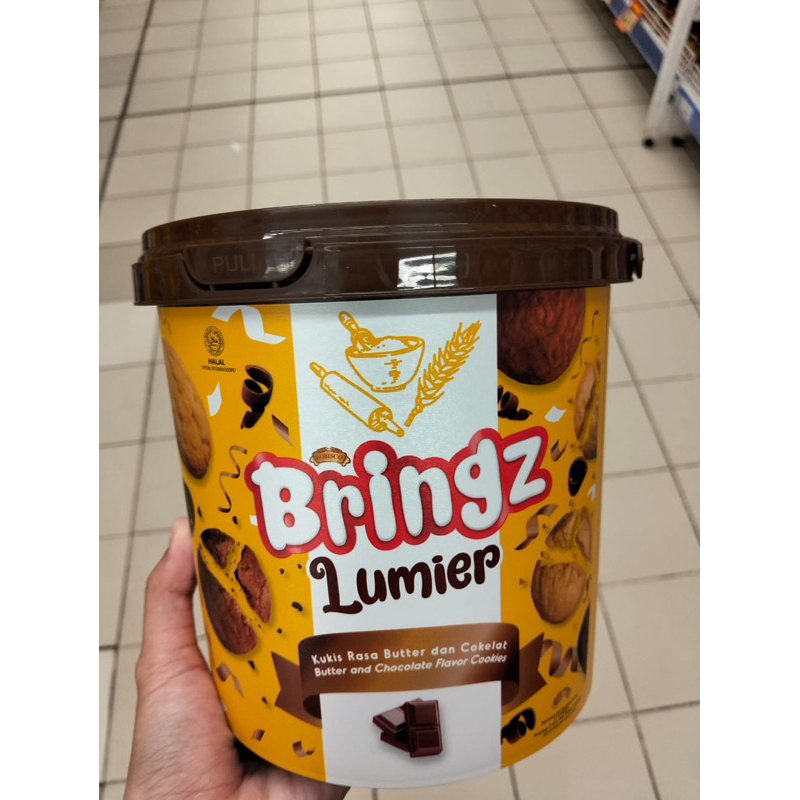 PULL
HALAL
Bringz
Lumier
Kukis Rasa Butter dan Cokelat
Butter and Chocolate Flavor Cookies